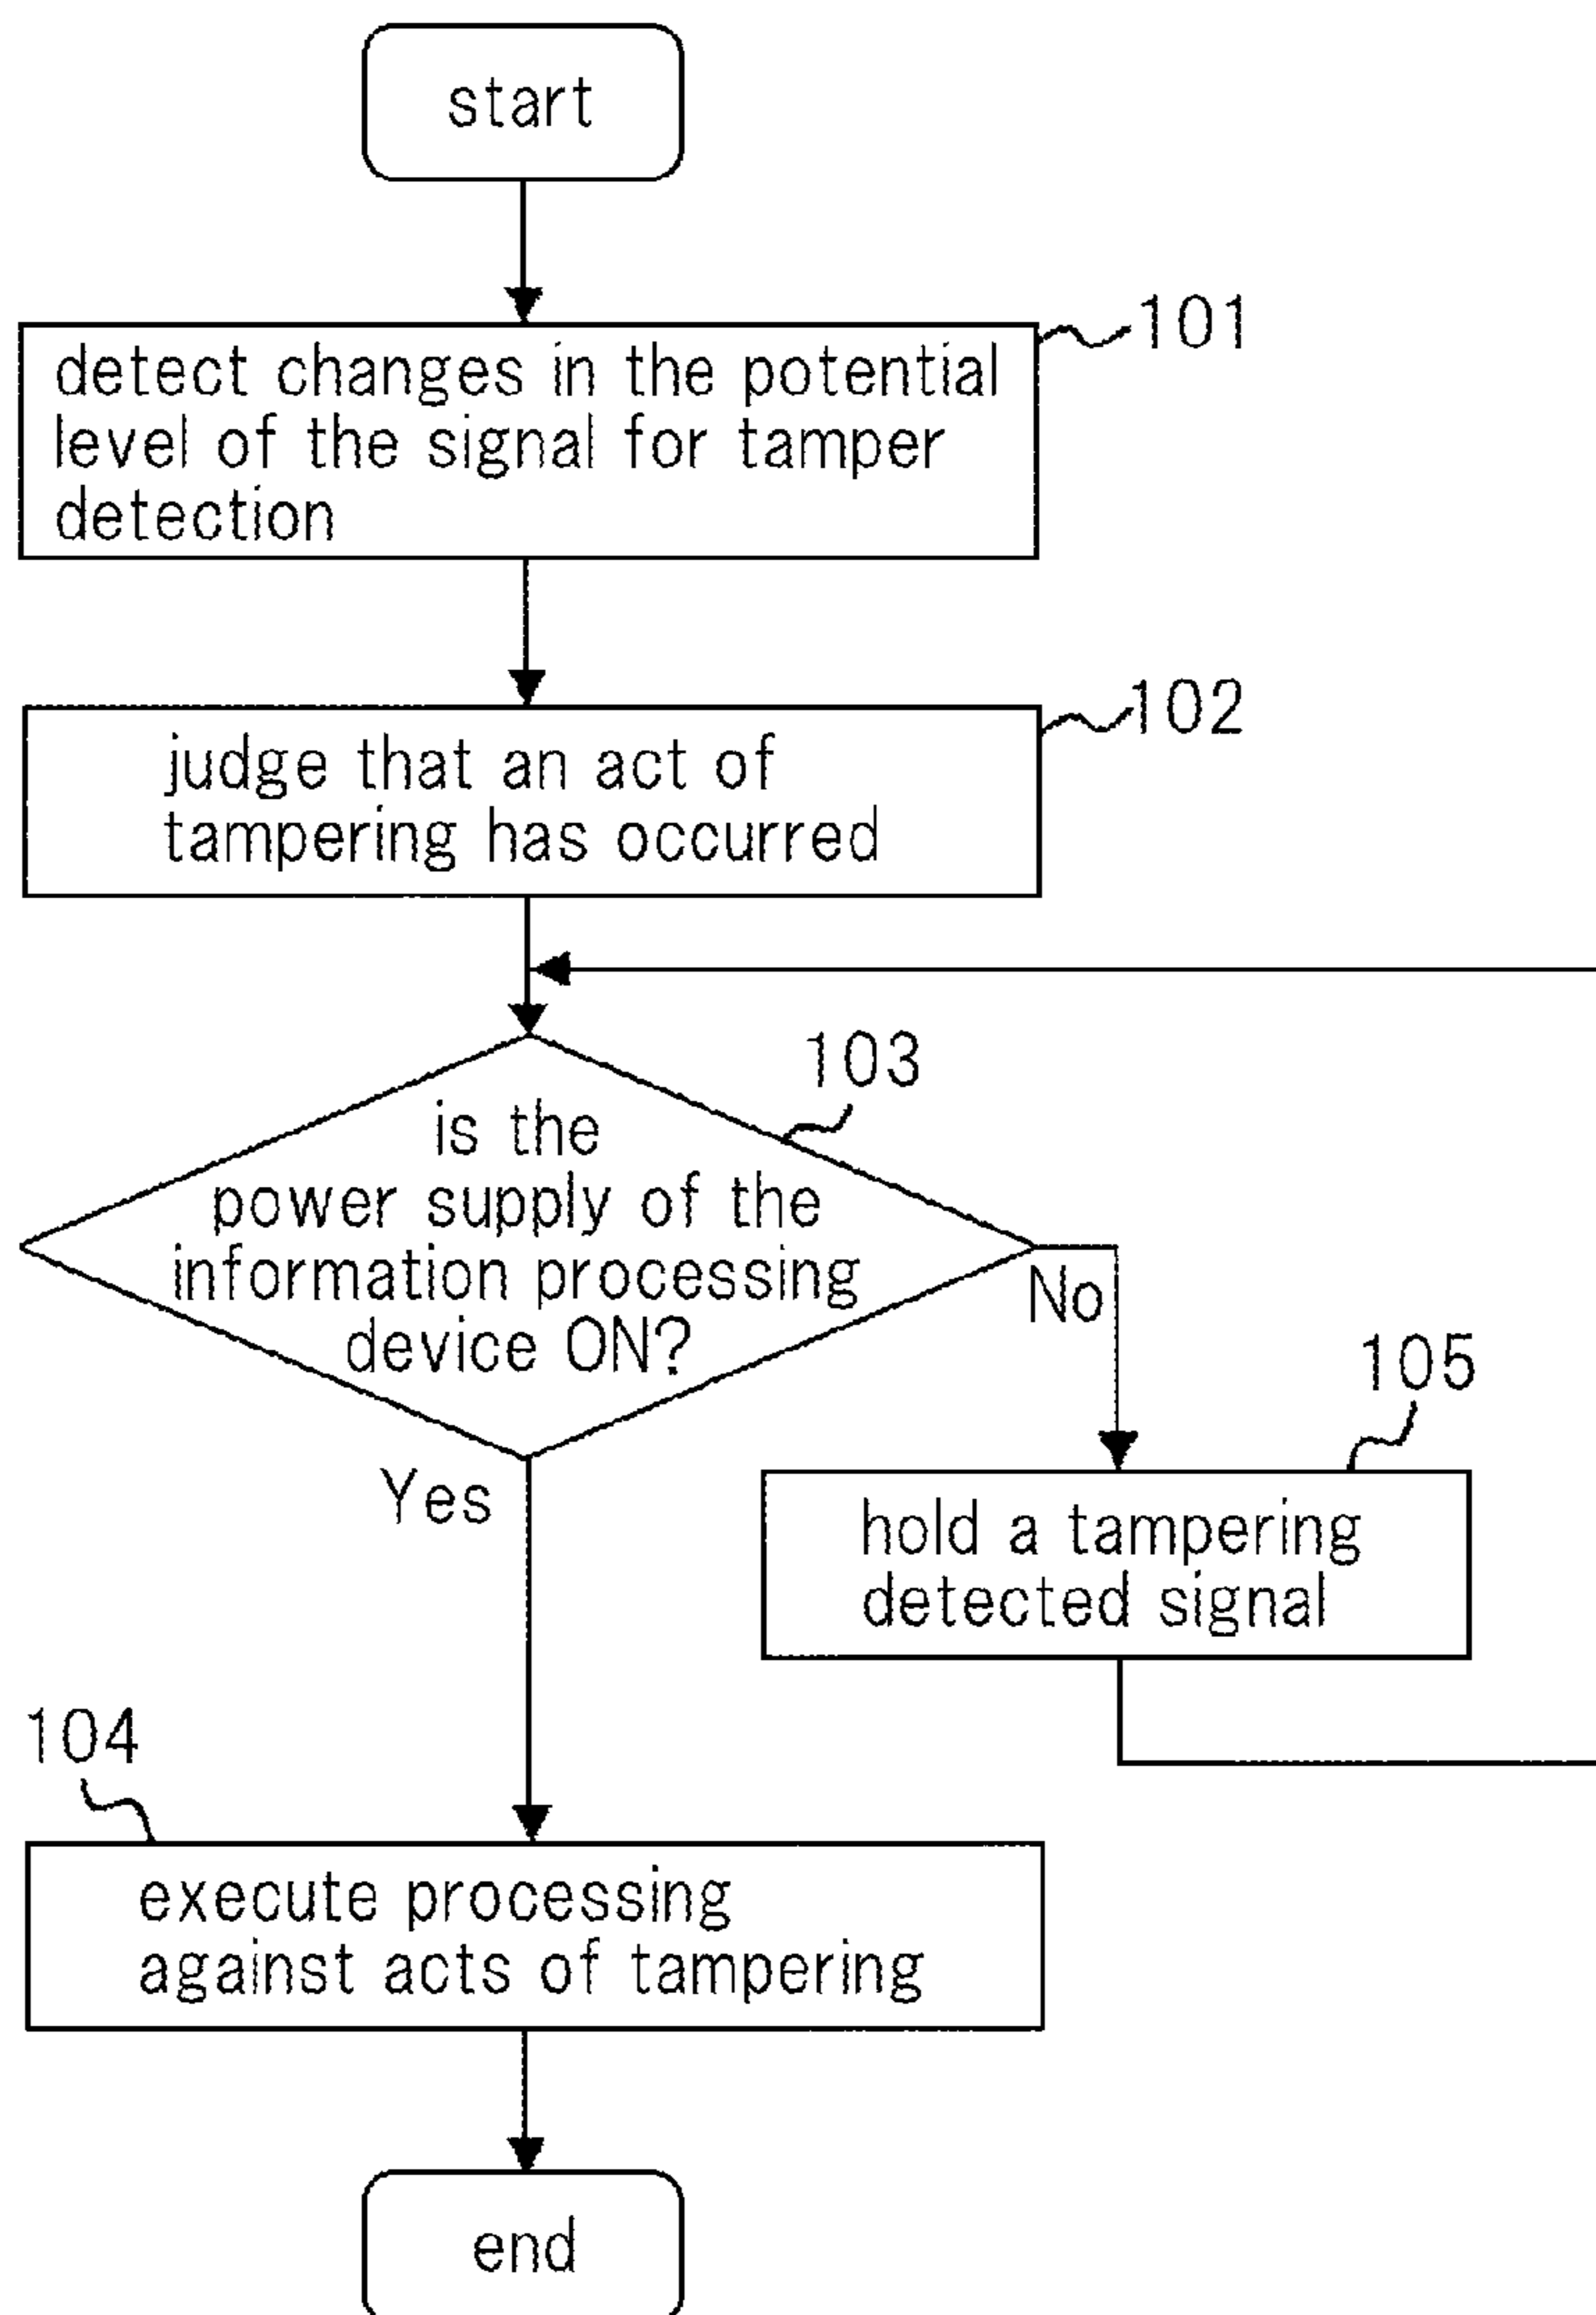 start
101
detect changes in the potential
level of the signal for tamper
detection
102
judge that an act of
tampering has occurred
103
is the
power supply of the
information processing
device ON?
No
Yes
105
hold a tampering
detected signal
104
execute processing
against acts of tampering
end